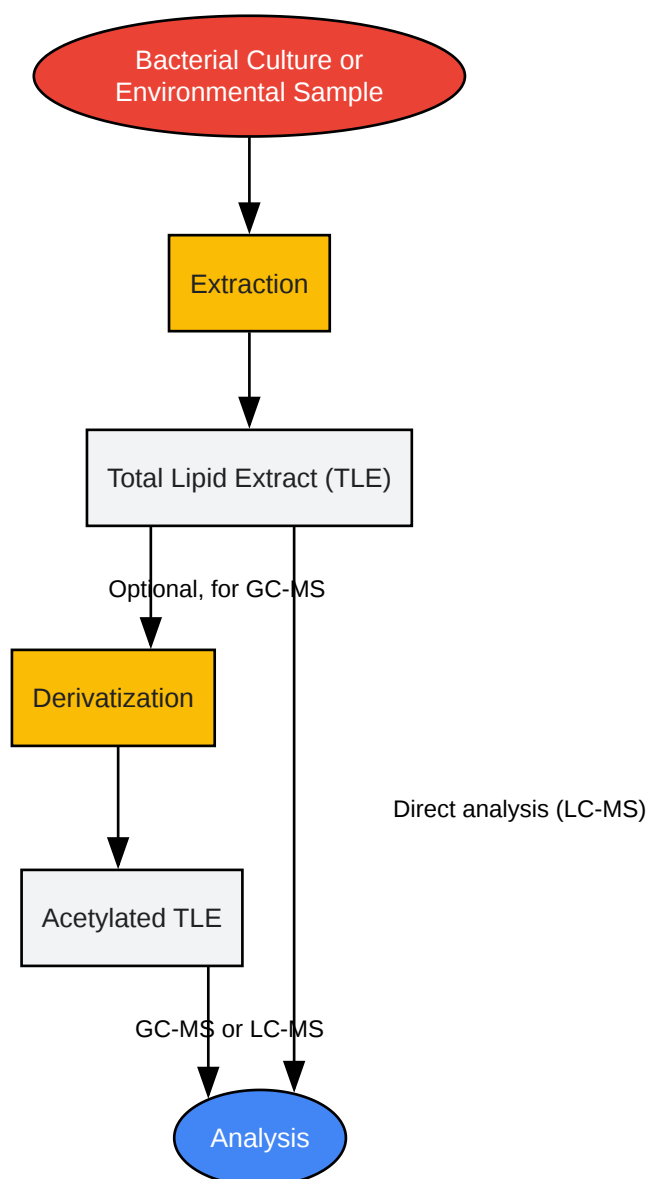 Bacterial Culture or
Environmental Sample
Extraction
Total Lipid Extract (TLE)
Optional, for GC-MS
Derivatization
Direct analysis (LC-MS)
Acetylated TLE
GC-MS or LC-MS
Analysis